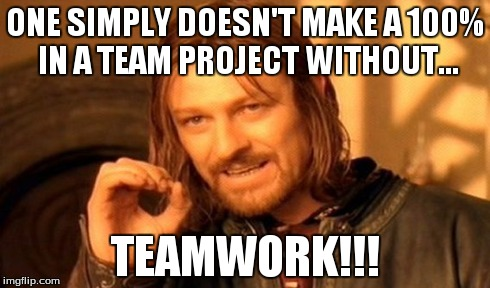 ONE SIMPLY DOESN'T MAKE A 100%
IN A TEAM PROJECT WITHOUT...
TEAMWORK!!!
imgflip.com